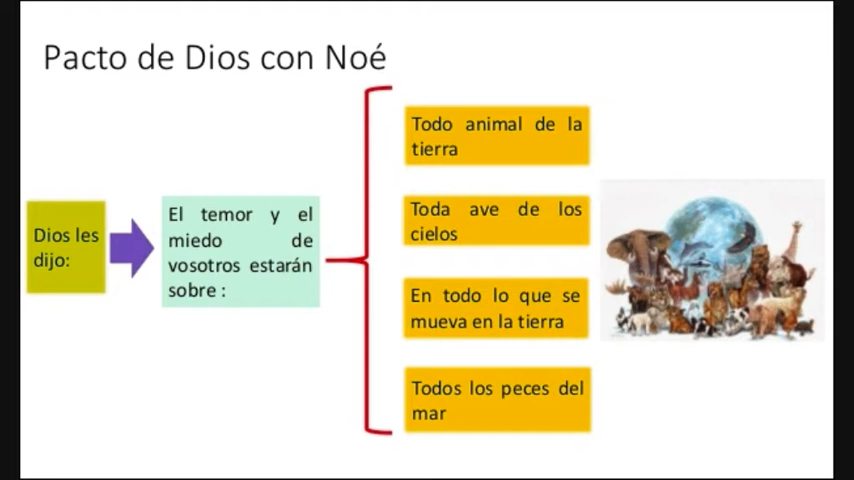 Pacto de Dios con Noé
Dios les
dijo:
El temor y el
miedo de
vosotros estarán
sobre :
Todo animal de la
tierra
Toda ave de los
cielos
En todo lo que se
mueva en la tierra
Todos los peces del
mar